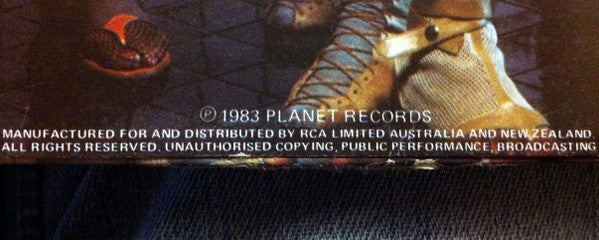 ℗ 1983 PLANET RECORDS
MANUFACTURED FOR AND DISTRIBUTED BY RCA LIMITED AUSTRALIA AND NEW ZEALAND.
ALL RIGHTS RESERVED. UNAUTHORISED COPYING, PUBLIC PERFORMANCE, BROADCASTING